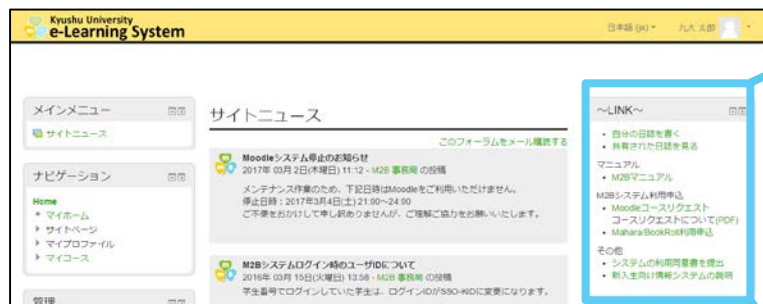 Kyushu University
e-Learning System
日本語 (ja)
九大 太郎
メインメニュー
サイトニュース
ナビゲーション
Home
マイホーム
サイトページ
マイプロファイル
マイコース
管理
サイトニュース
このフォーラムをメール購読する
Moodleシステム停止のお知らせ
2017年 03月 2日(木曜日) 11:12 - M2B 事務局 の投稿
メンテナンス作業のため、下記日時はMoodleをご利用いただけません。
停止日時：2017年3月4日(土) 21:00～24:00
ご不便をおかけして申し訳ありませんが、ご理解ご協力をお願いいたします。
M2Bシステムログイン時のユーザIDについて
2016年 03月 15日(火曜日) 13:58 - M2B 事務局 の投稿
学生番号でログインしていた学生は、ログインIDがSSO-KIDに変更になります。
～LINK～
自分の日誌を書く
共有された日誌を見る
マニュアル
M2Bマニュアル
M2Bシステム利用申込
Moodleコースリクエスト
コースリクエストについて(PDF)
Mahara/BookRoll利用申込
その他
システムの利用同意書を提出
新入生向け情報システムの説明